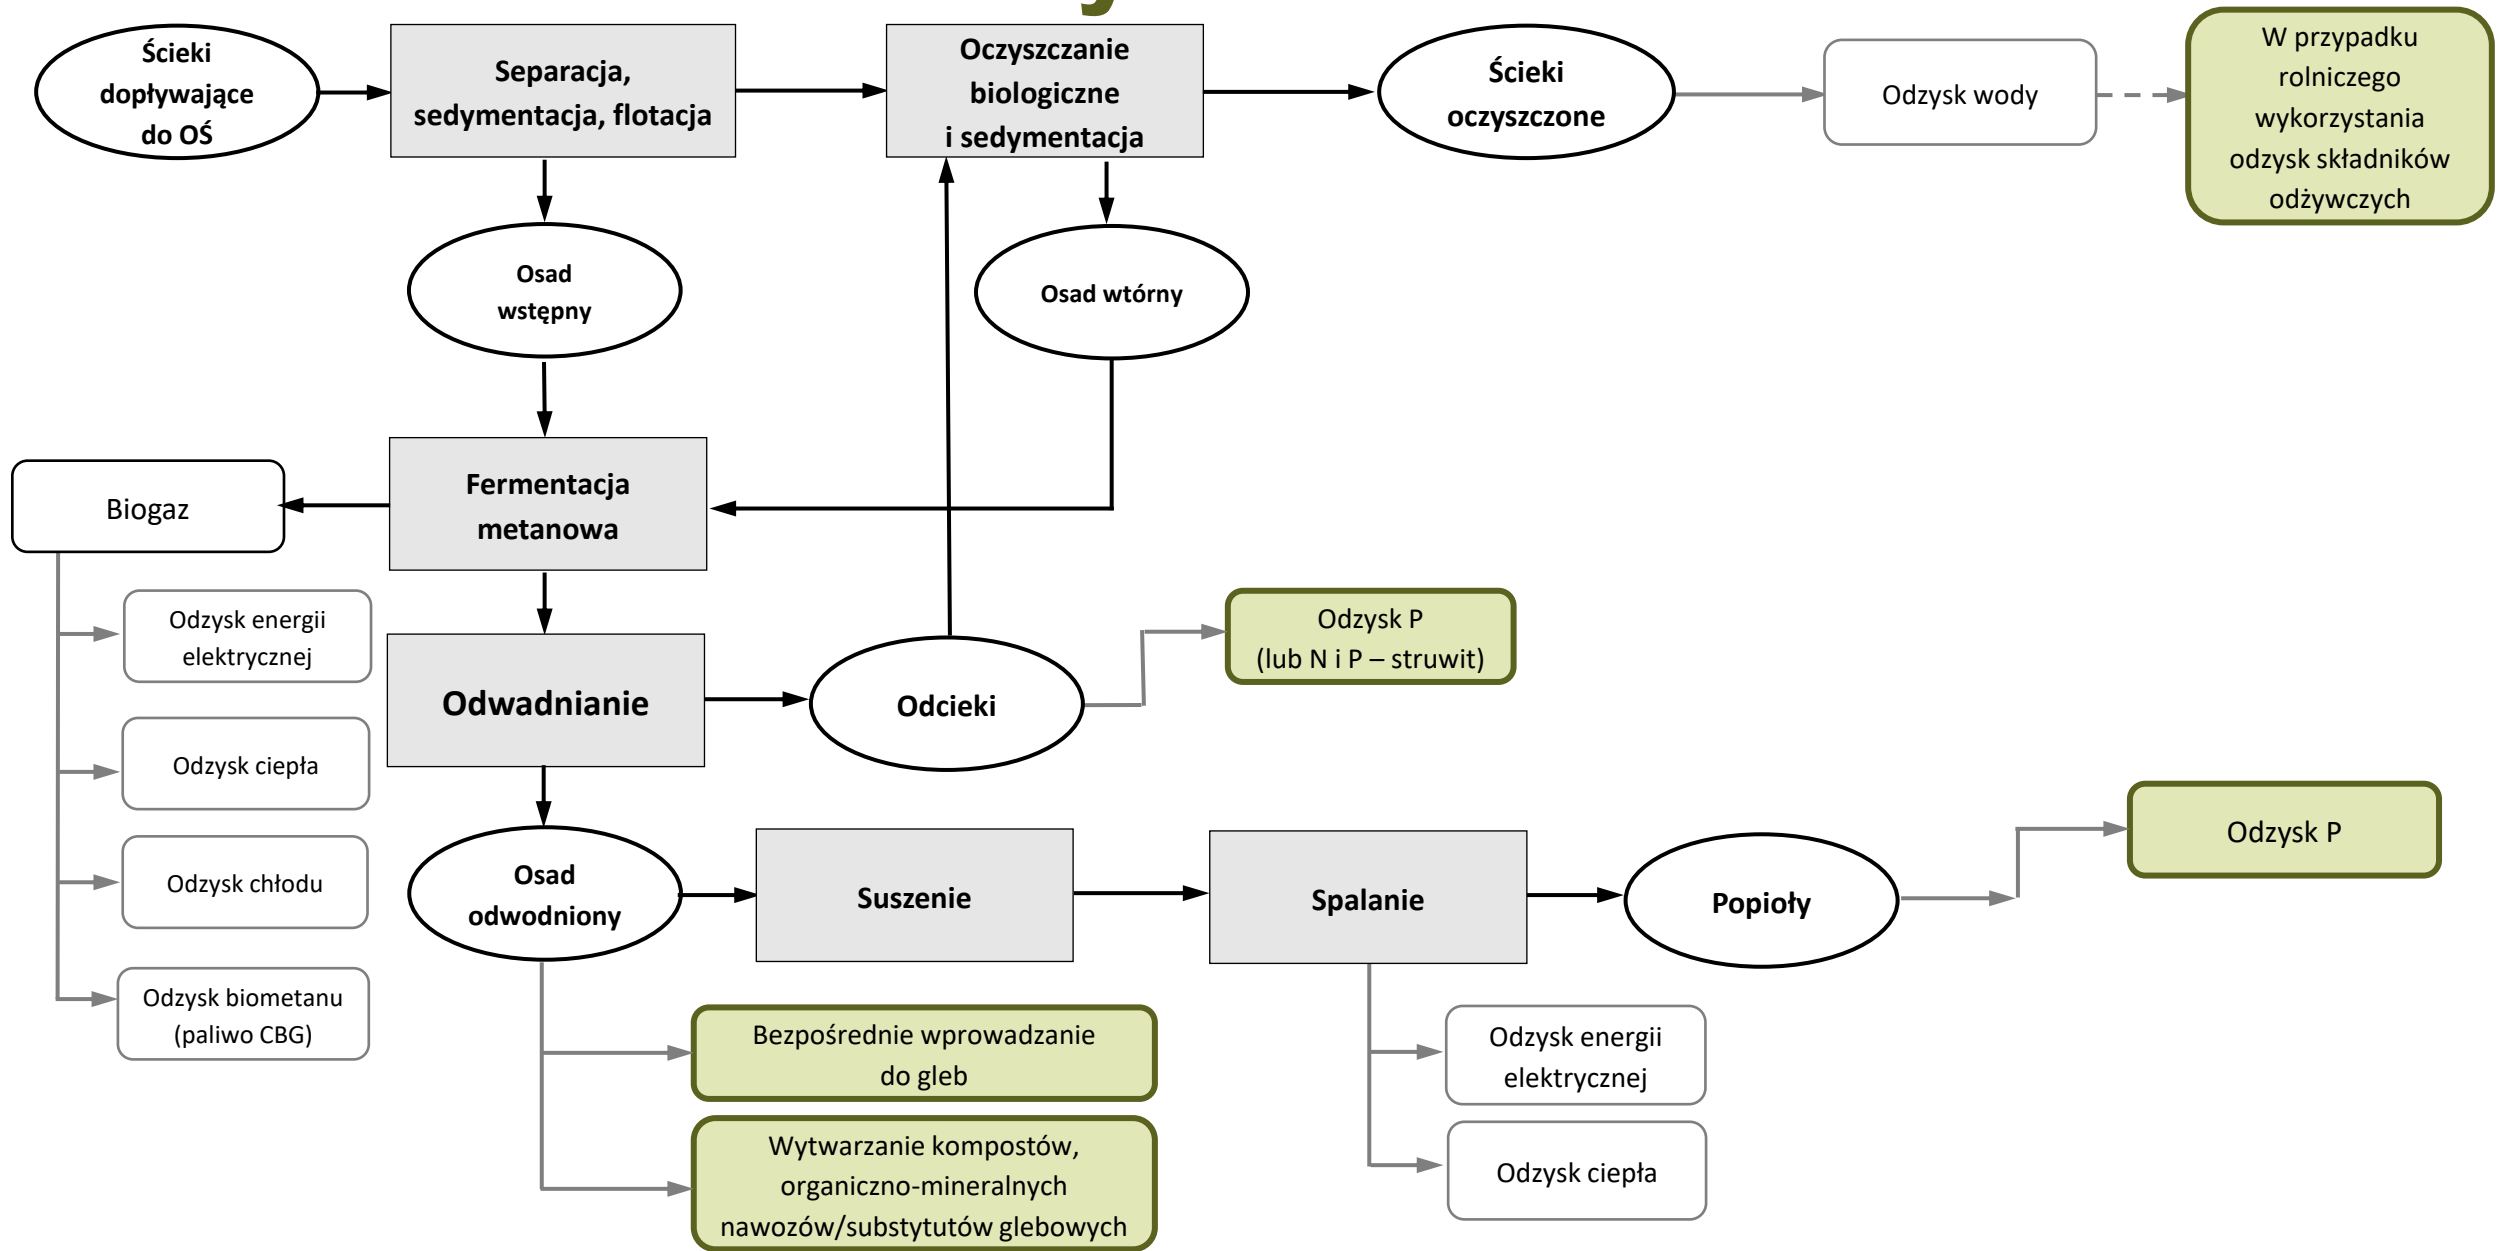 Ścieki
dopływające
do OŚ
Separacja,
sedymentacja, flotacja
Oczyszczanie
biologiczne
i sedymentacja
Ścieki
oczyszczone
Odzysk wody
W przypadku
rolniczego
wykorzystania
odzysk składników
odżywczych
Osad
wstępny
Osad wtórny
Biogaz
Fermentacja
metanowa
Odzysk energii
elektrycznej
Odzysk ciepła
Odzysk chłodu
Odzysk biometanu
(paliwo CBG)
Odwadnianie
Odcieki
Odzysk P
(lub N i P – struwit)
Osad
odwodniony
Suszenie
Spalanie
Popioły
Odzysk P
Bezpośrednie wprowadzanie
do gleb
Wytwarzanie kompostów,
organiczno-mineralnych
nawozów/substytutów glebowych
Odzysk energii
elektrycznej
Odzysk ciepła